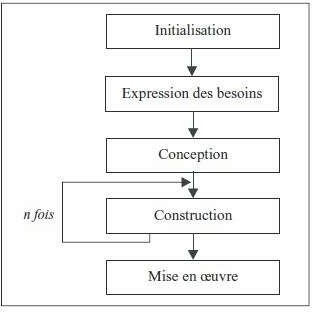 Initialisation
Expression des besoins
Conception
n fois
Construction
Mise en œuvre